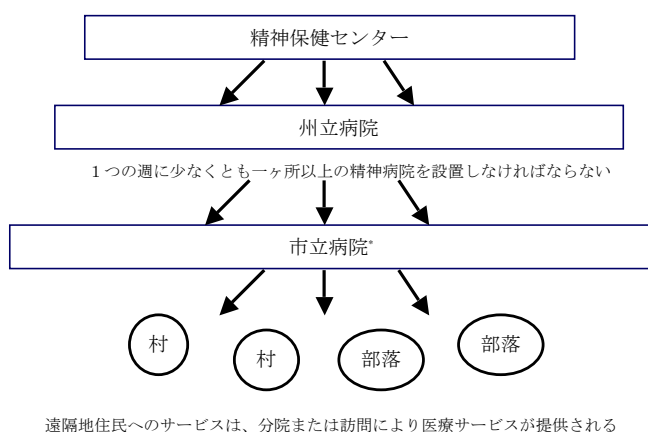 精神保健センター
州立病院
1つの週に少なくとも一ヶ所以上の精神病院を設置しなければならない
市立病院*
村
村
部落
部落
遠隔地住民へのサービスは、分院または訪問により医療サービスが提供される